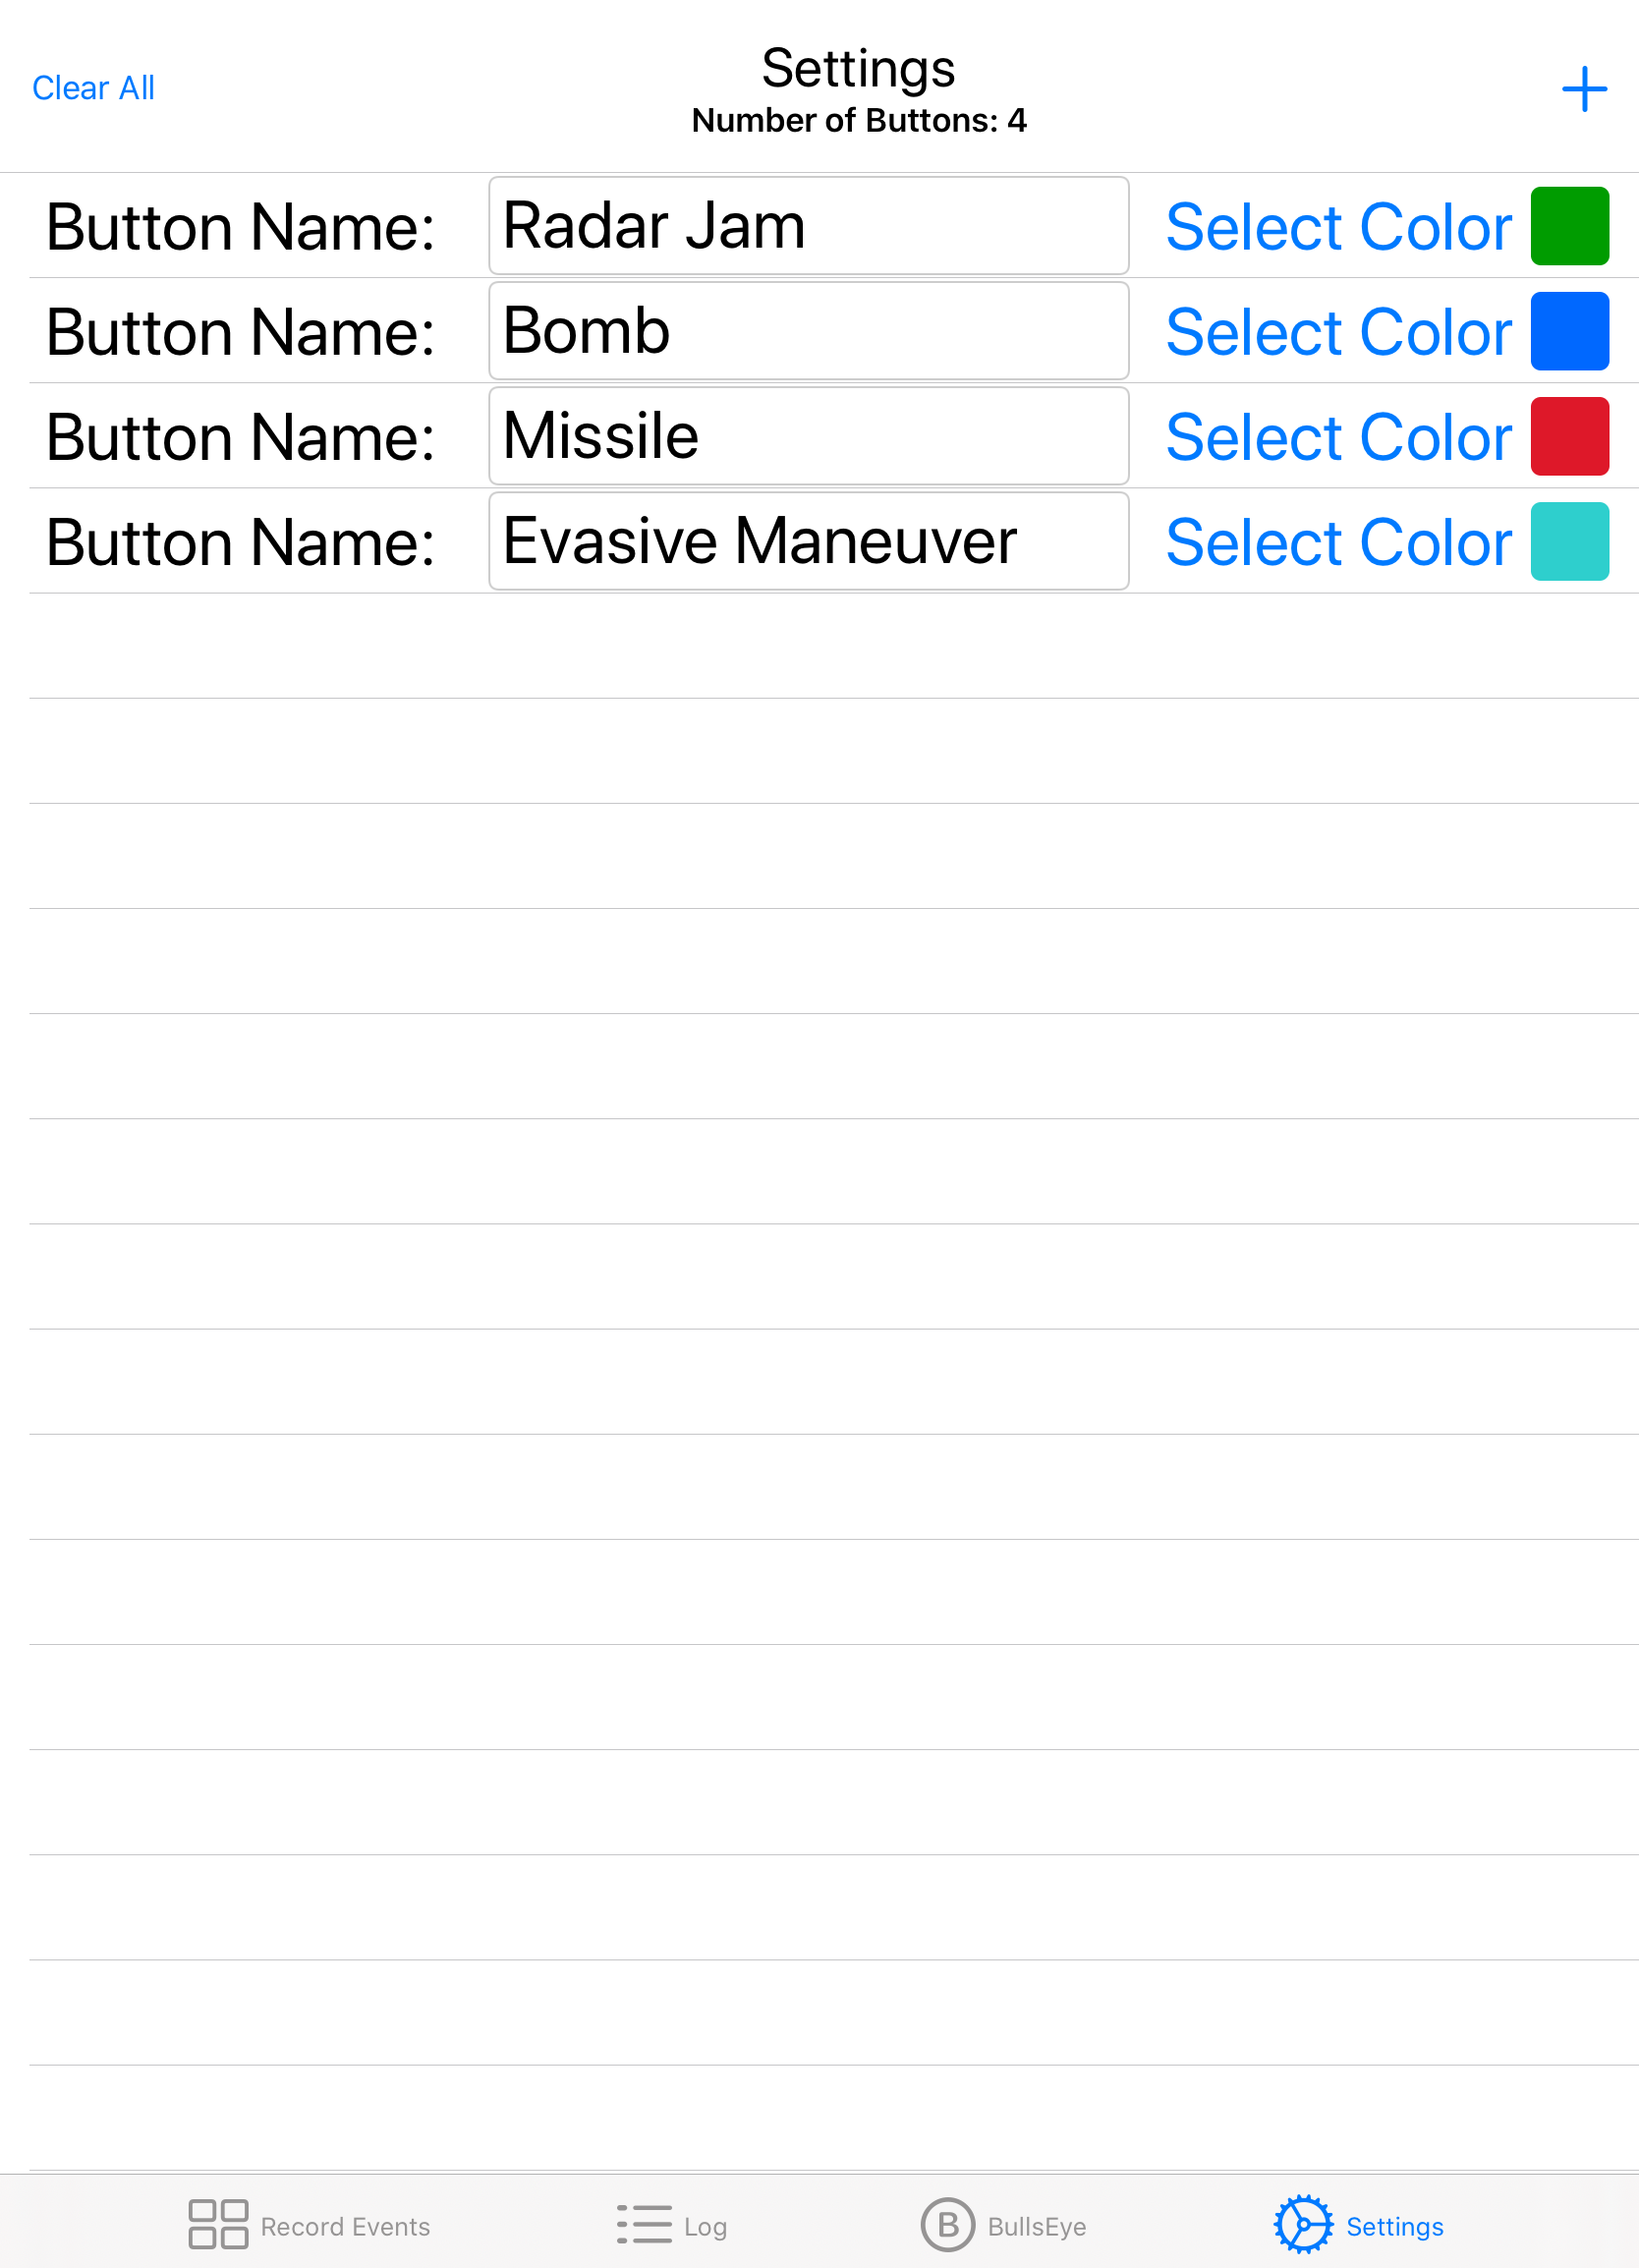 Clear All
Settings
Number of Buttons: 4
Button Name: Radar Jam Select Color
Button Name: Bomb Select Color
Button Name: Missile Select Color
Button Name: Evasive Maneuver Select Color
Record Events Log B BullsEye Settings